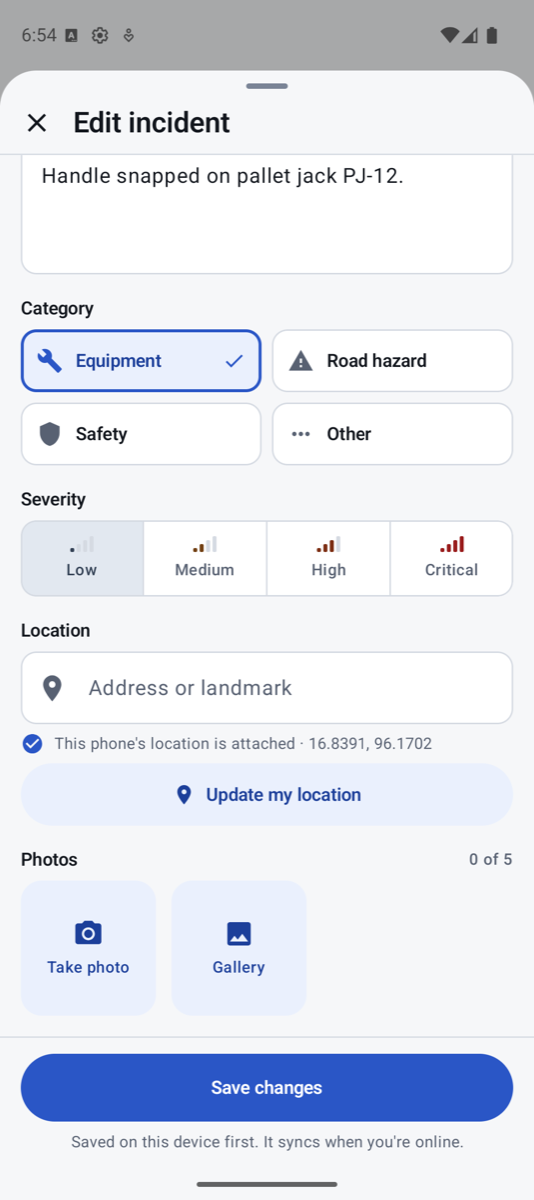 6:54
Edit incident
Handle snapped on pallet jack PJ-12.
Category
Equipment
Road hazard
Safety
Other
Severity
Low
Medium
High
Critical
Location
Address or landmark
This phone's location is attached · 16.8391, 96.1702
Update my location
Photos
0 of 5
Take photo
Gallery
Save changes
Saved on this device first. It syncs when you're online.